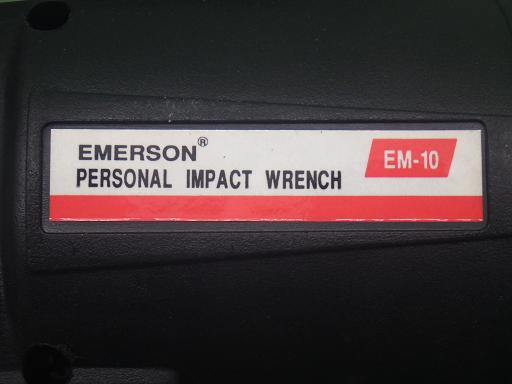 EMERSON®
PERSONAL IMPACT WRENCH
EM-10